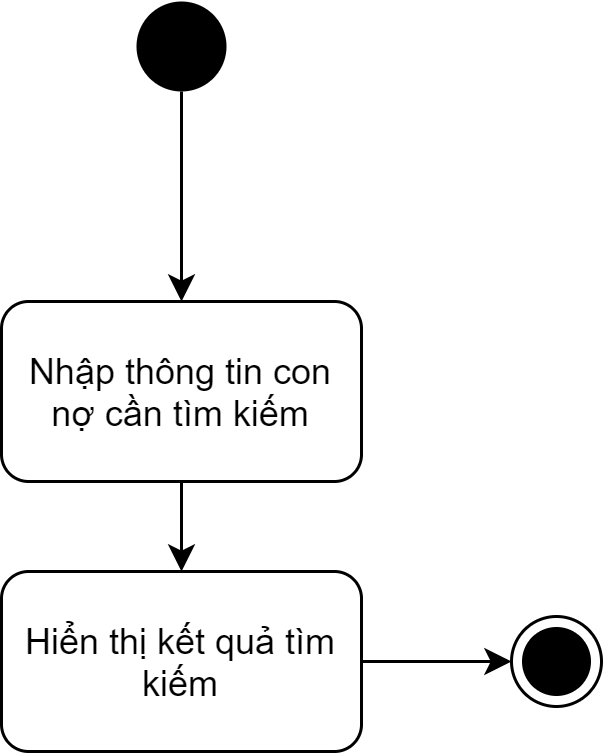 Nhập thông tin con
nợ cần tìm kiếm
Hiển thị kết quả tìm
kiếm